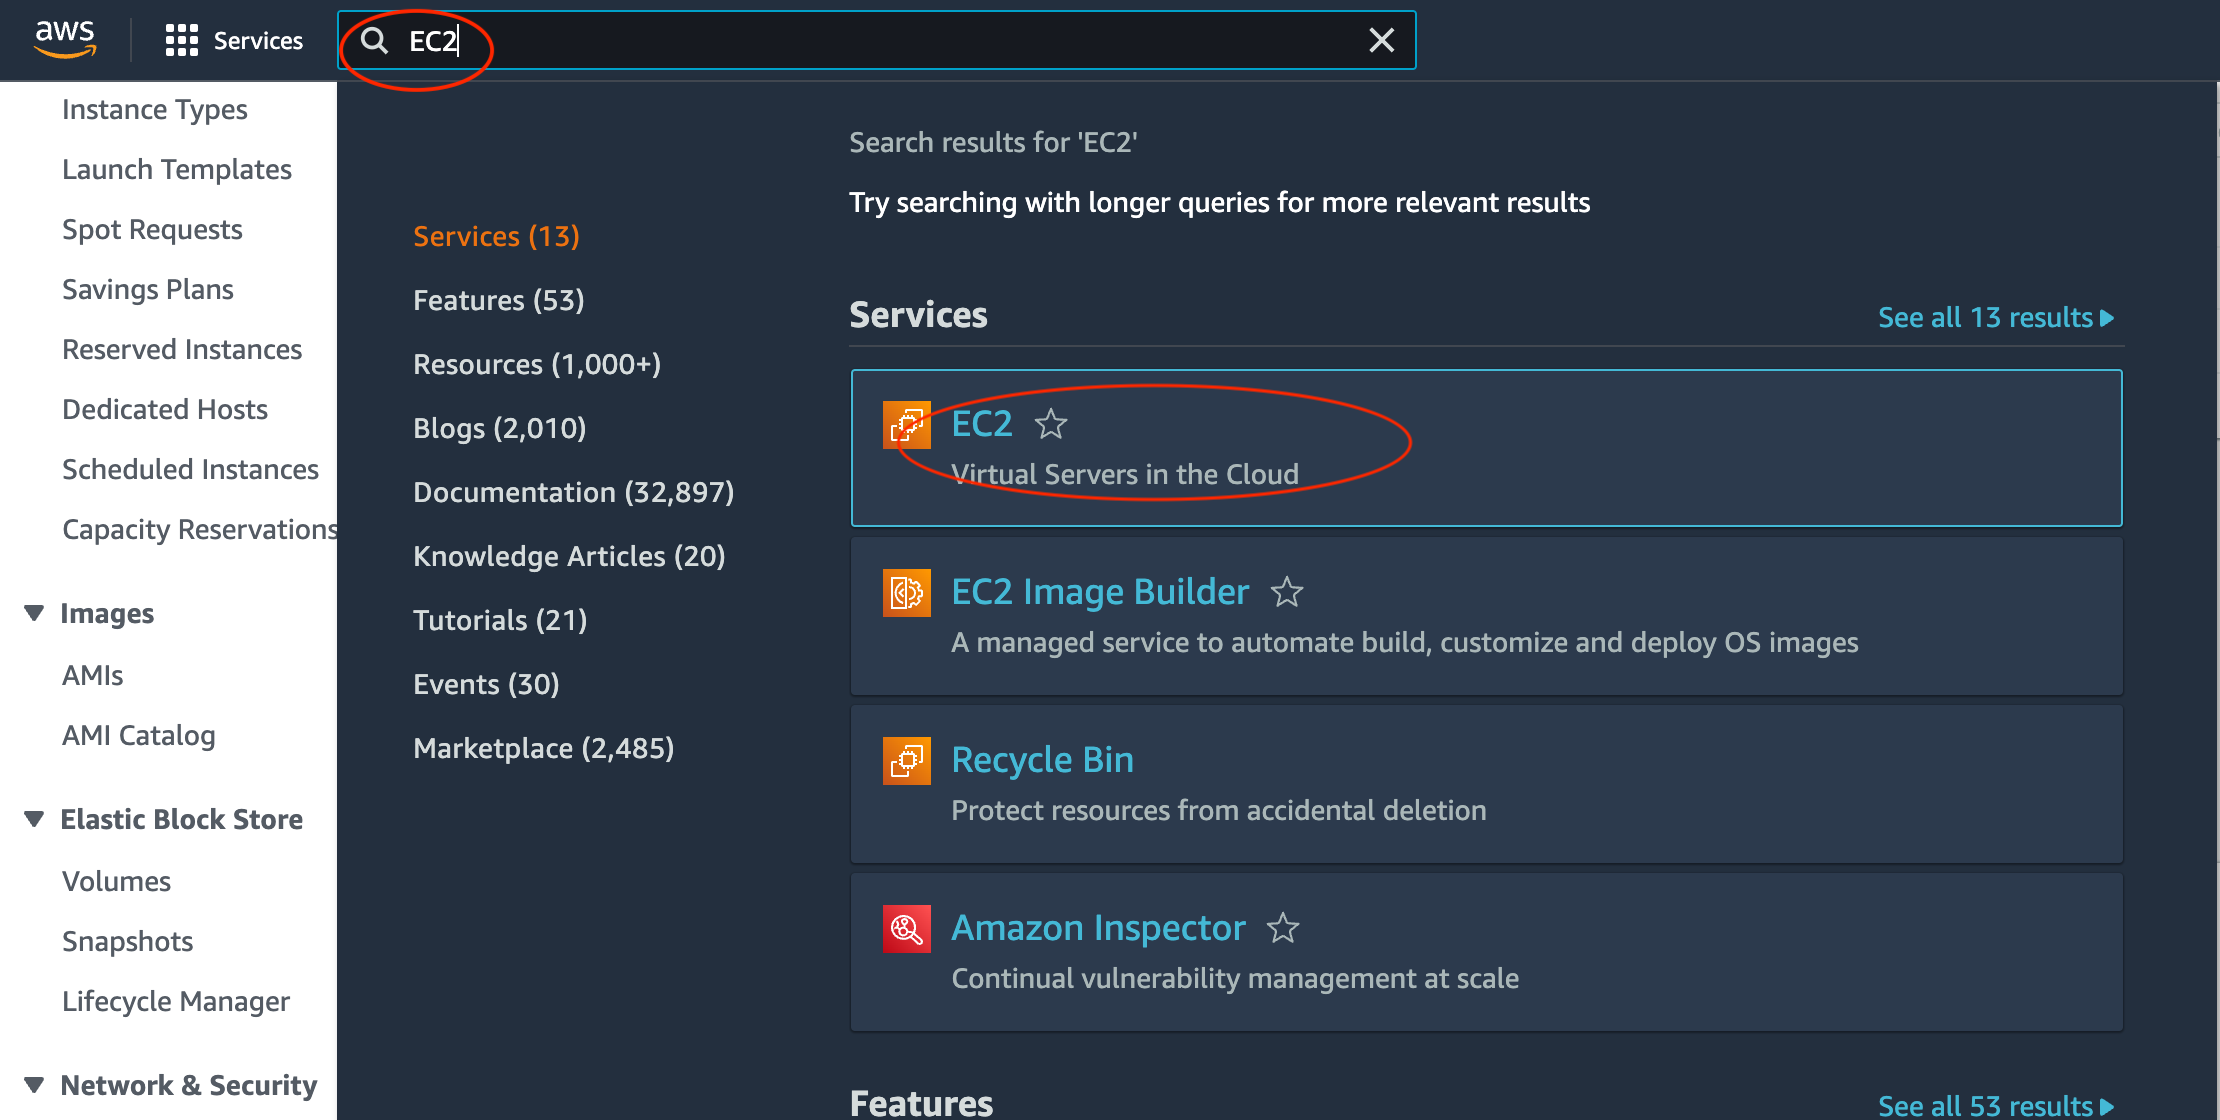 aws
Services
EC2
Instance Types
Launch Templates
Spot Requests
Savings Plans
Reserved Instances
Dedicated Hosts
Scheduled Instances
Capacity Reservations
Images
AMIs
AMI Catalog
Elastic Block Store
Volumes
Snapshots
Lifecycle Manager
Network & Security
Services (13)
Features (53)
Resources (1,000+)
Blogs (2,010)
Documentation (32,897)
Knowledge Articles (20)
Tutorials (21)
Events (30)
Marketplace (2,485)
Search results for 'EC2'
Try searching with longer queries for more relevant results
Services
See all 13 results
EC2
Virtual Servers in the Cloud
EC2 Image Builder
A managed service to automate build, customize and deploy OS images
Recycle Bin
Protect resources from accidental deletion
Amazon Inspector
Continual vulnerability management at scale
Features
See all 53 results